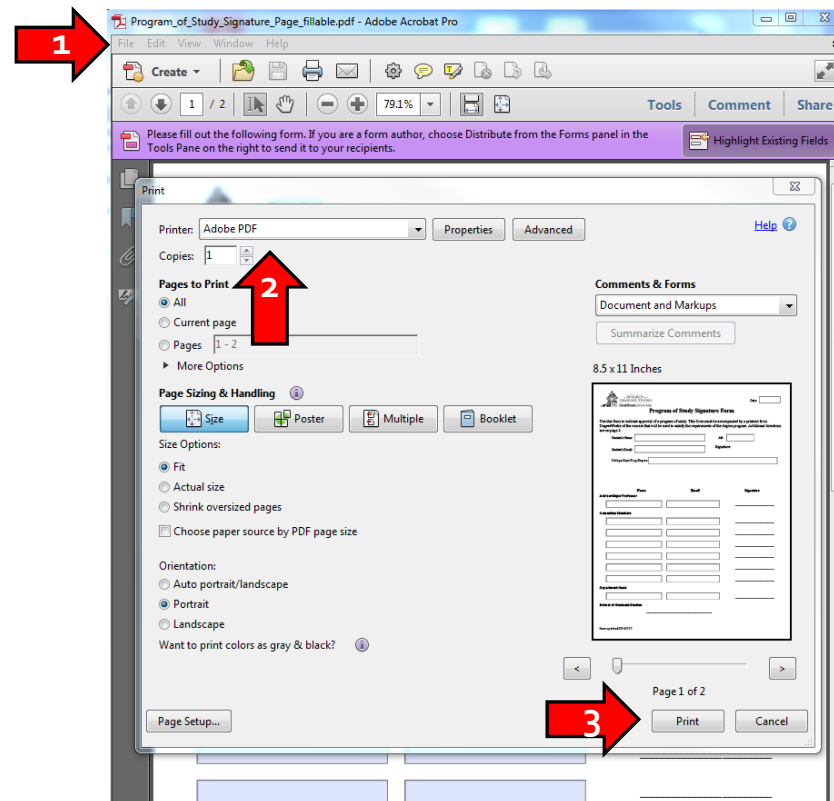 Program_of_Study_Signature_Page_fillable.pdf - Adobe Acrobat Pro
1
File Edit View Window Help
Create
1 / 2 79.1% Tools Comment Share
Please fill out the following form. If you are a form author, choose Distribute from the Forms panel in the
Tools Pane on the right to send it to your recipients.
Highlight Existing Fields
Print
Printer: Adobe PDF Properties Advanced Help
Copies: 1
2
Pages to Print
All
Current page
Pages 1 - 2
More Options
Comments & Forms
Document and Markups
Summarize Comments
8.5 x 11 Inches
Page Sizing & Handling
Size Poster Multiple Booklet
Size Options:
Fit
Actual size
Shrink oversized pages
Choose paper source by PDF page size
Orientation:
Auto portrait/landscape
Portrait
Landscape
Want to print colors as gray & black?
Program of Study Signature Form
< >
Page 1 of 2
Page Setup... 3 Print Cancel